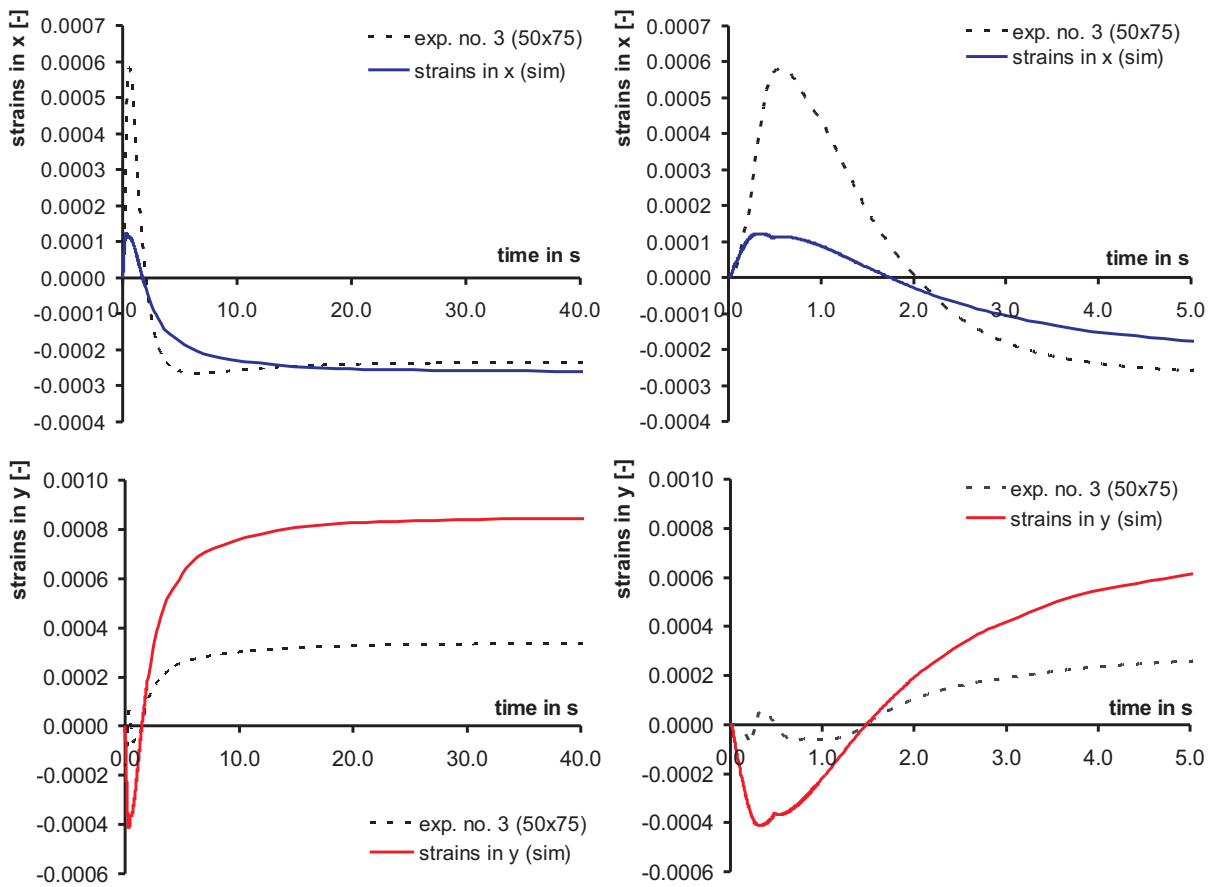 strains in x [-]
0.0007
0.0006
0.0005
0.0004
0.0003
0.0002
0.0001
0.0000
-0.0001
-0.0002
-0.0003
-0.0004
exp. no. 3 (50x75)
strains in x (sim)
time in s
0.0 10.0 20.0 30.0 40.0
strains in x [-]
0.0007
0.0006
0.0005
0.0004
0.0003
0.0002
0.0001
0.0000
-0.0001
-0.0002
-0.0003
-0.0004
exp. no. 3 (50x75)
strains in x (sim)
time in s
0.0 1.0 2.0 3.0 4.0 5.0
strains in y [-]
0.0010
0.0008
0.0006
0.0004
0.0002
0.0000
-0.0002
-0.0004
-0.0006
time in s
0.0 10.0 20.0 30.0 40.0
exp. no. 3 (50x75)
strains in y (sim)
strains in y [-]
0.0010
0.0008
0.0006
0.0004
0.0002
0.0000
-0.0002
-0.0004
-0.0006
exp. no. 3 (50x75)
strains in y (sim)
time in s
0.0 1.0 2.0 3.0 4.0 5.0